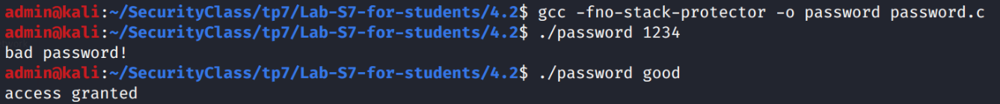 admin@kali:~/SecurityClass/tp7/Lab-S7-for-students/4.2$ gcc -fno-stack-protector -o password password.c
admin@kali:~/SecurityClass/tp7/Lab-S7-for-students/4.2$ ./password 1234
bad password!
admin@kali:~/SecurityClass/tp7/Lab-S7-for-students/4.2$ ./password good
access granted